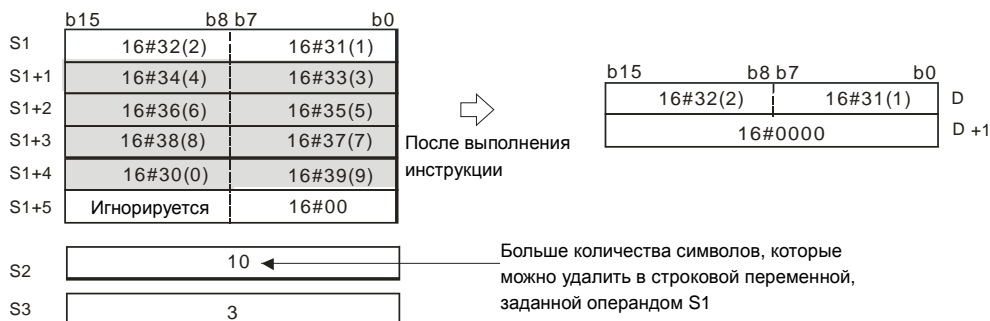 b15 b8 b7 b0
S1 16#32(2) 16#31(1)
S1+1 16#34(4) 16#33(3)
S1+2 16#36(6) 16#35(5)
S1+3 16#38(8) 16#37(7)
S1+4 16#30(0) 16#39(9)
S1+5 Игнорируется 16#00
После выполнения
инструкции
b15 b8 b7 b0
16#32(2) 16#31(1) D
16#0000 D +1
S2 10
Больше количества символов, которые
можно удалить в строковой переменной,
заданной операндом S1
S3 3